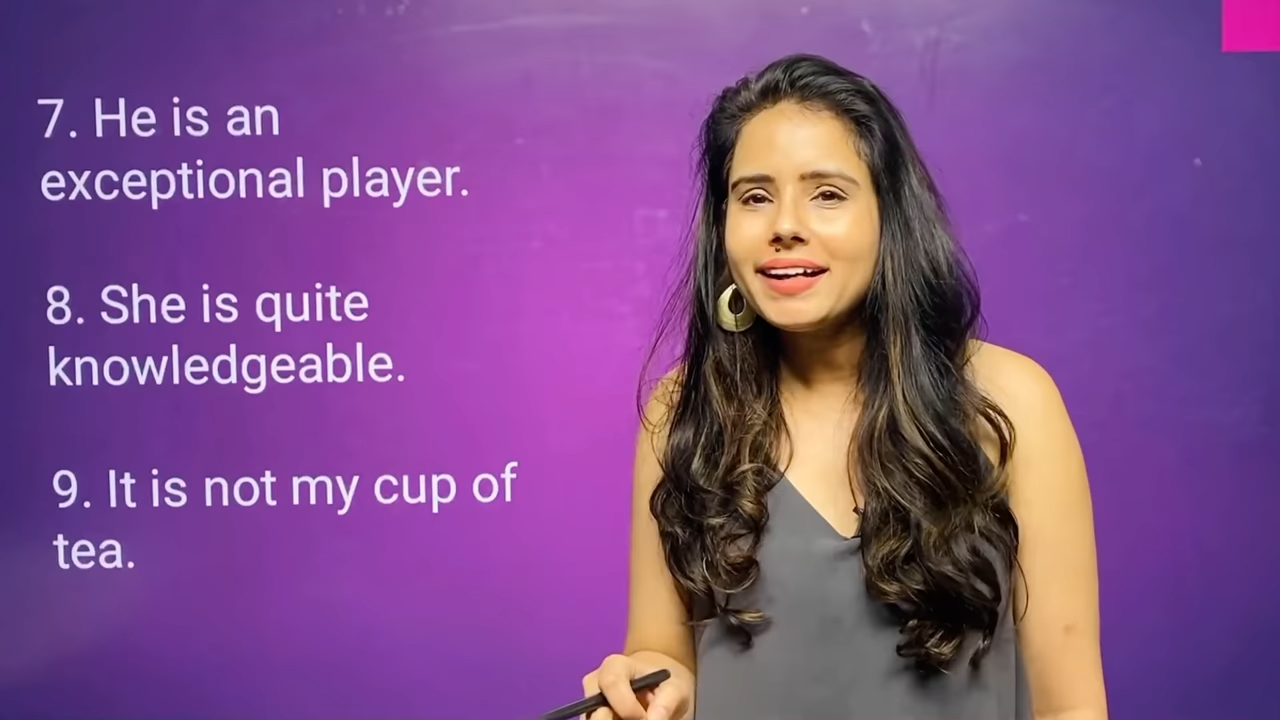 7. He is an
exceptional player.
8. She is quite
knowledgeable.
9. It is not my cup of
tea.